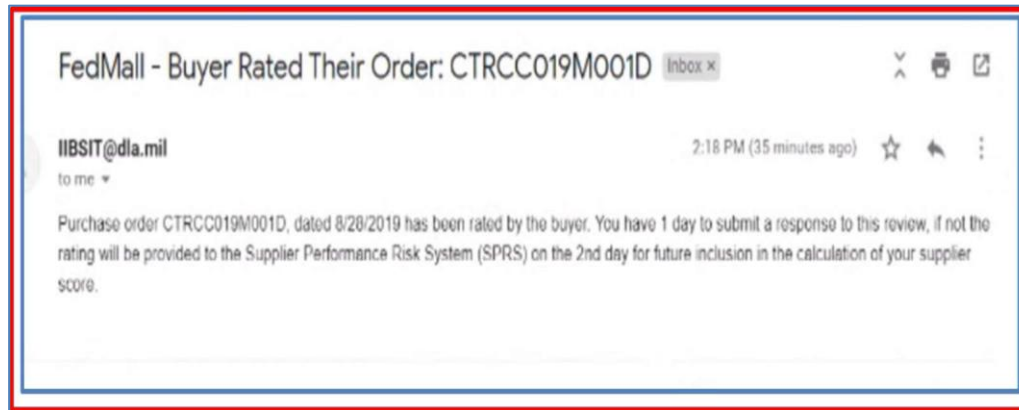 FedMall - Buyer Rated Their Order: CTRCC019M001D Inbox ×
IIBSIT@dla.mil 2:18 PM (35 minutes ago)
to me
Purchase order CTRCC019M001D, dated 8/28/2019 has been rated by the buyer. You have 1 day to submit a response to this review, if not the
rating will be provided to the Supplier Performance Risk System (SPRS) on the 2nd day for future inclusion in the calculation of your supplier
score.